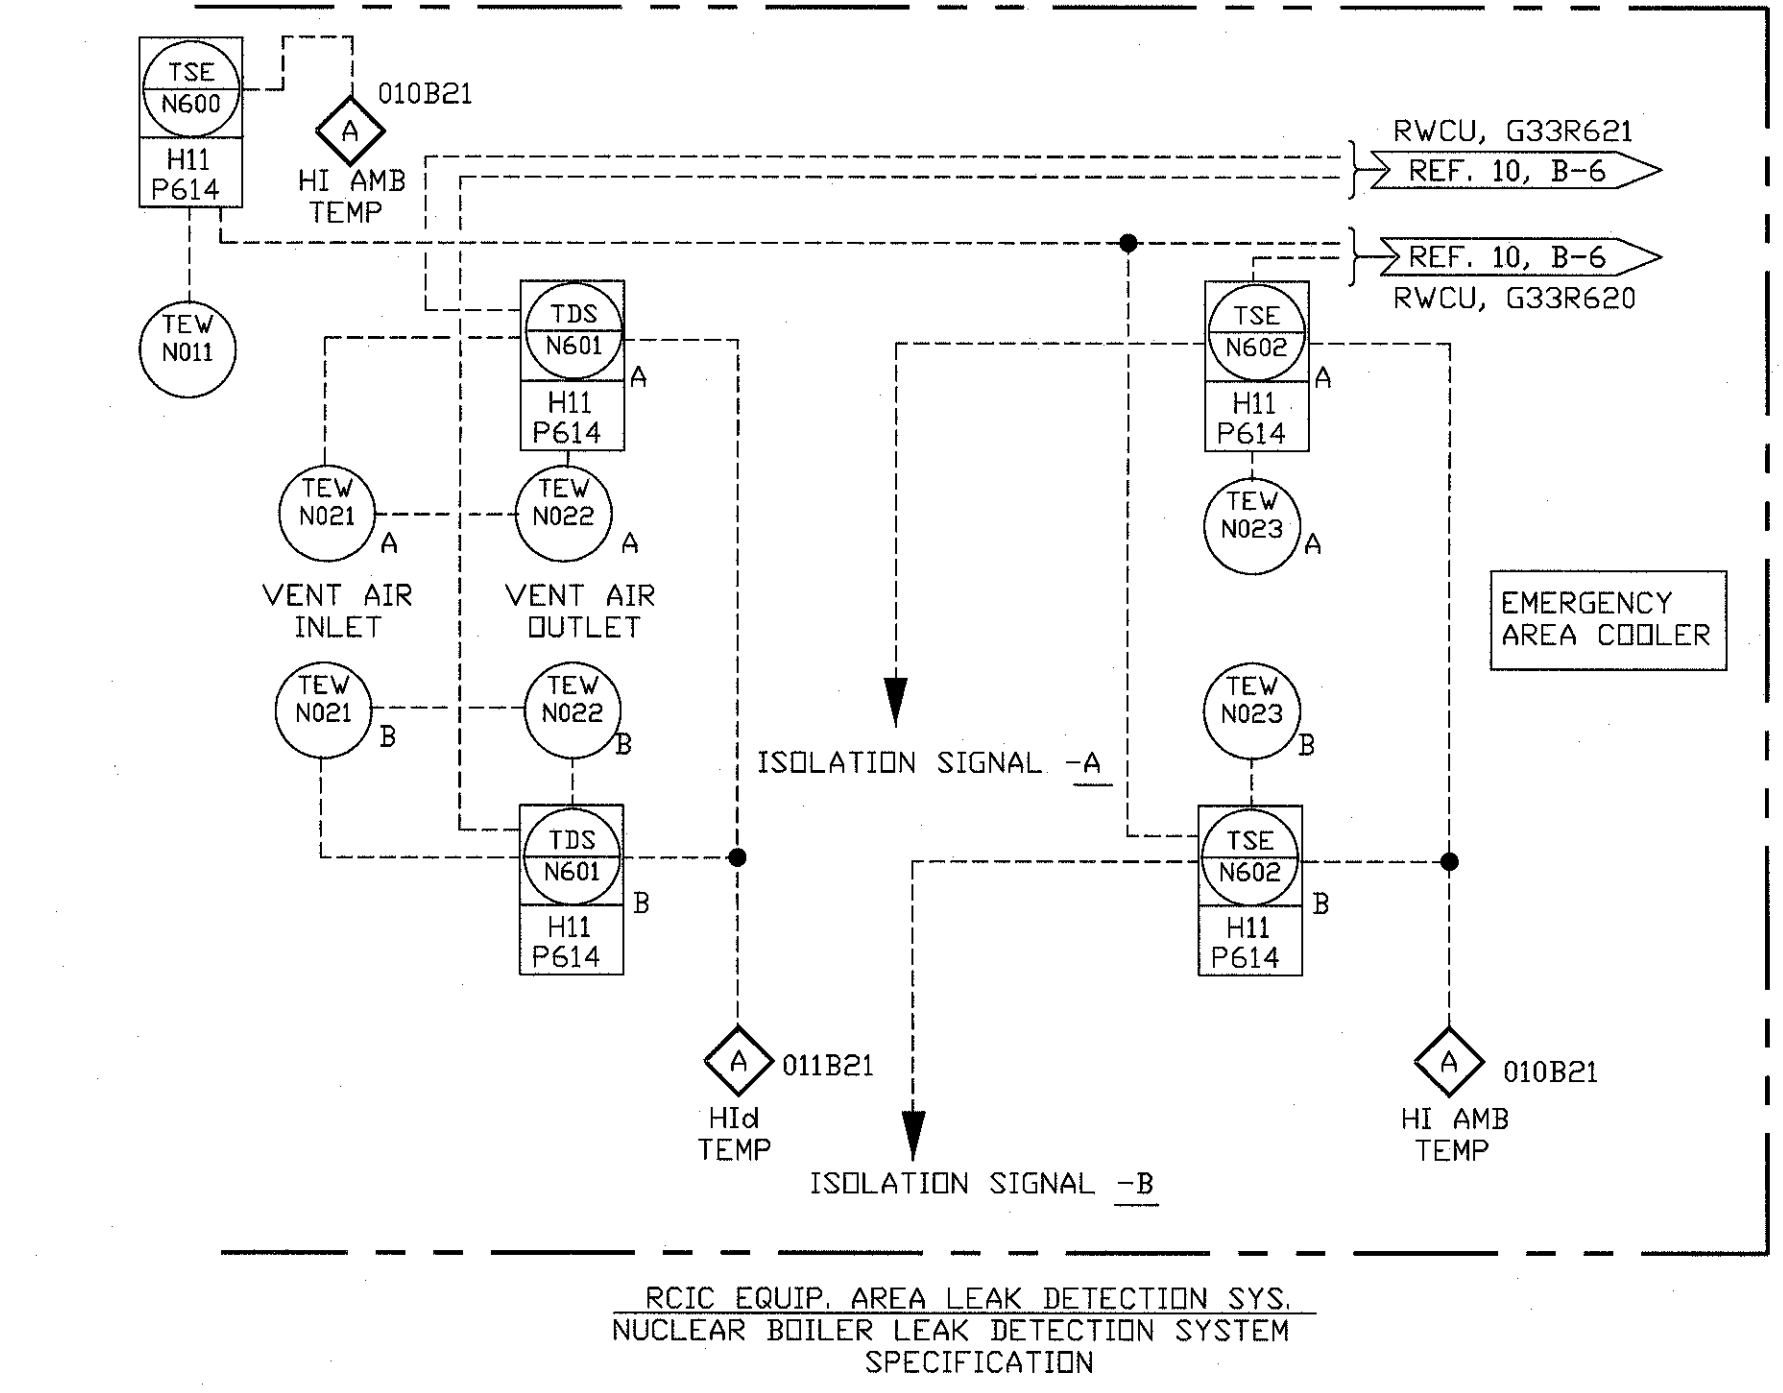 TSE
N600
H11
P614
A
010B21
HI AMB
TEMP
RWCU, G33R621
REF. 10, B-6
REF. 10, B-6
RWCU, G33R620
TEW
N011
TDS
N601
A
H11
P614
TSE
N602
A
H11
P614
TEW
N021
A
TEW
N022
A
TEW
N023
A
VENT AIR
INLET
VENT AIR
OUTLET
EMERGENCY
AREA COOLER
TEW
N021
B
TEW
N022
B
TEW
N023
B
ISOLATION SIGNAL -A
TDS
N601
B
H11
P614
TSE
N602
B
H11
P614
A
011B21
HId
TEMP
A
010B21
HI AMB
TEMP
ISOLATION SIGNAL -B
RCIC EQUIP. AREA LEAK DETECTION SYS.
NUCLEAR BOILER LEAK DETECTION SYSTEM
SPECIFICATION